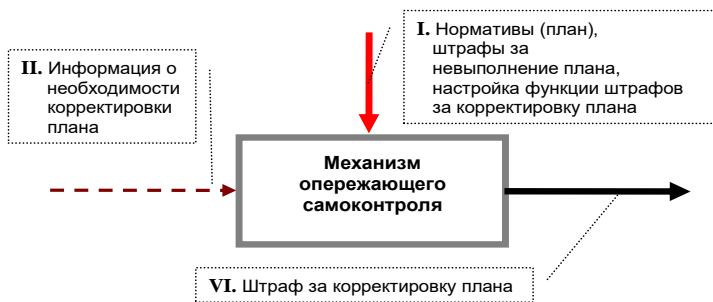 I. Нормативы (план),
штрафы за
невыполнение плана,
настройка функции штрафов
за корректировку плана
II. Информация о
необходимости
корректировки
плана
Механизм
опережающего
самоконтроля
VI. Штраф за корректировку плана